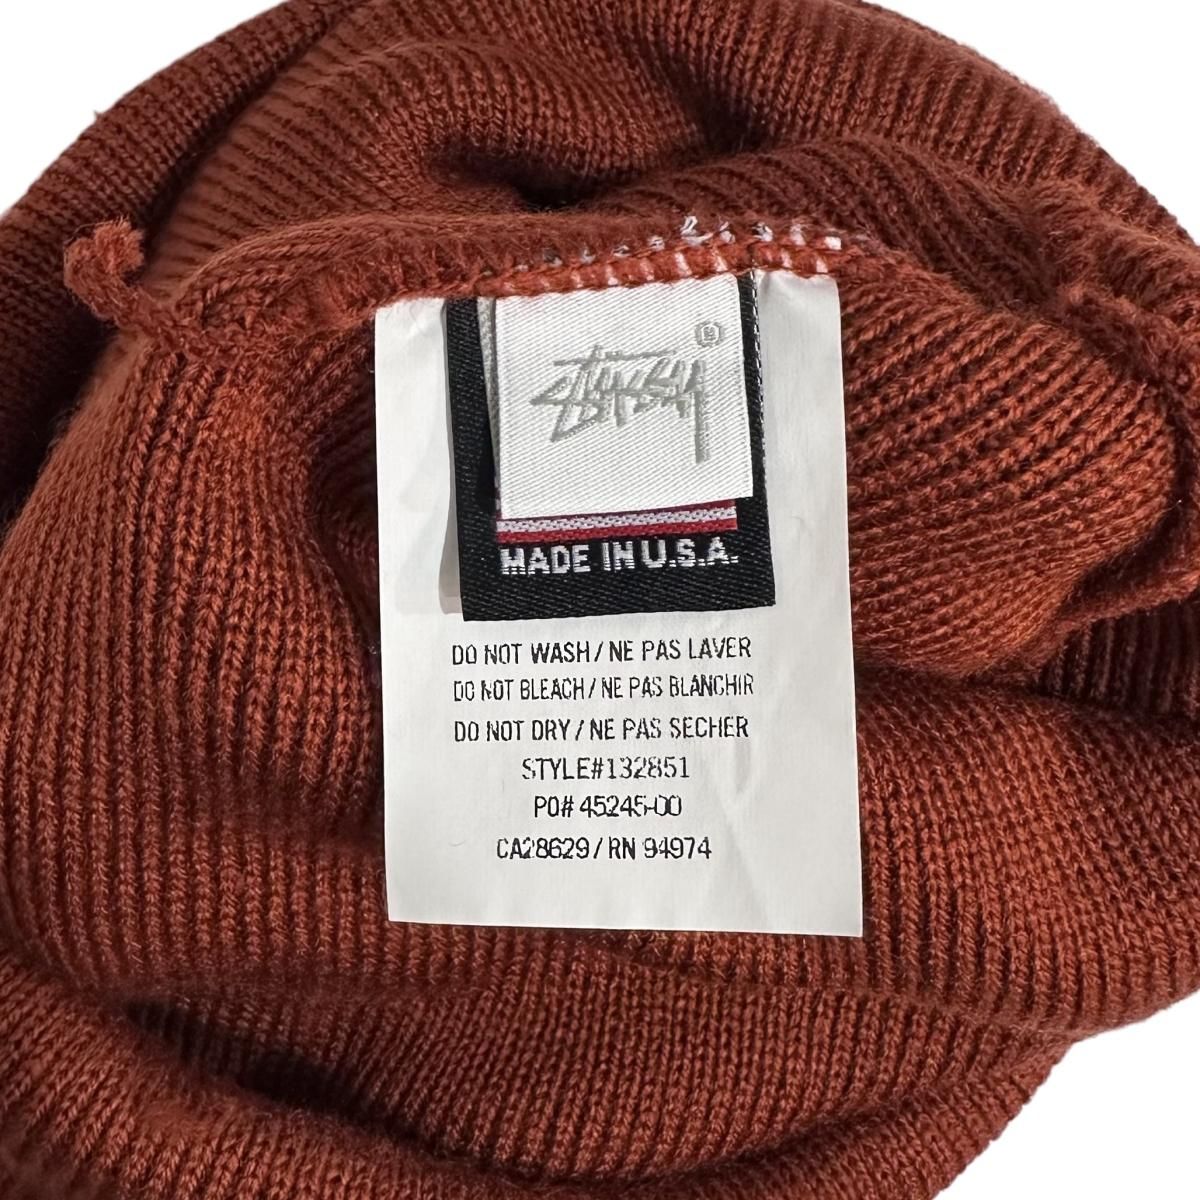 STÜSSY
MADE IN U.S.A.
DO NOT WASH / NE PAS LAVER
DO NOT BLEACH / NE PAS BLANCHIR
DO NOT DRY / NE PAS SECHER
STYLE#132851
PO# 45245-00
CA28629 / RN 94974